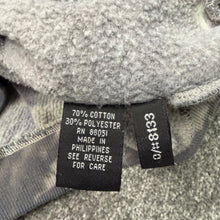 70% COTTON
30% POLYESTER
RN 88051
MADE IN
PHILIPPINES
SEE REVERSE
FOR CARE
O/#8133